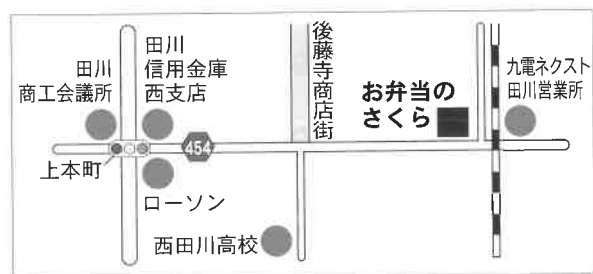 田川
商工会議所
田川
信用金庫
西支店
後藤寺商店街
お弁当の
さくら
九電ネクスト
田川営業所
454
上本町
ローソン
西田川高校